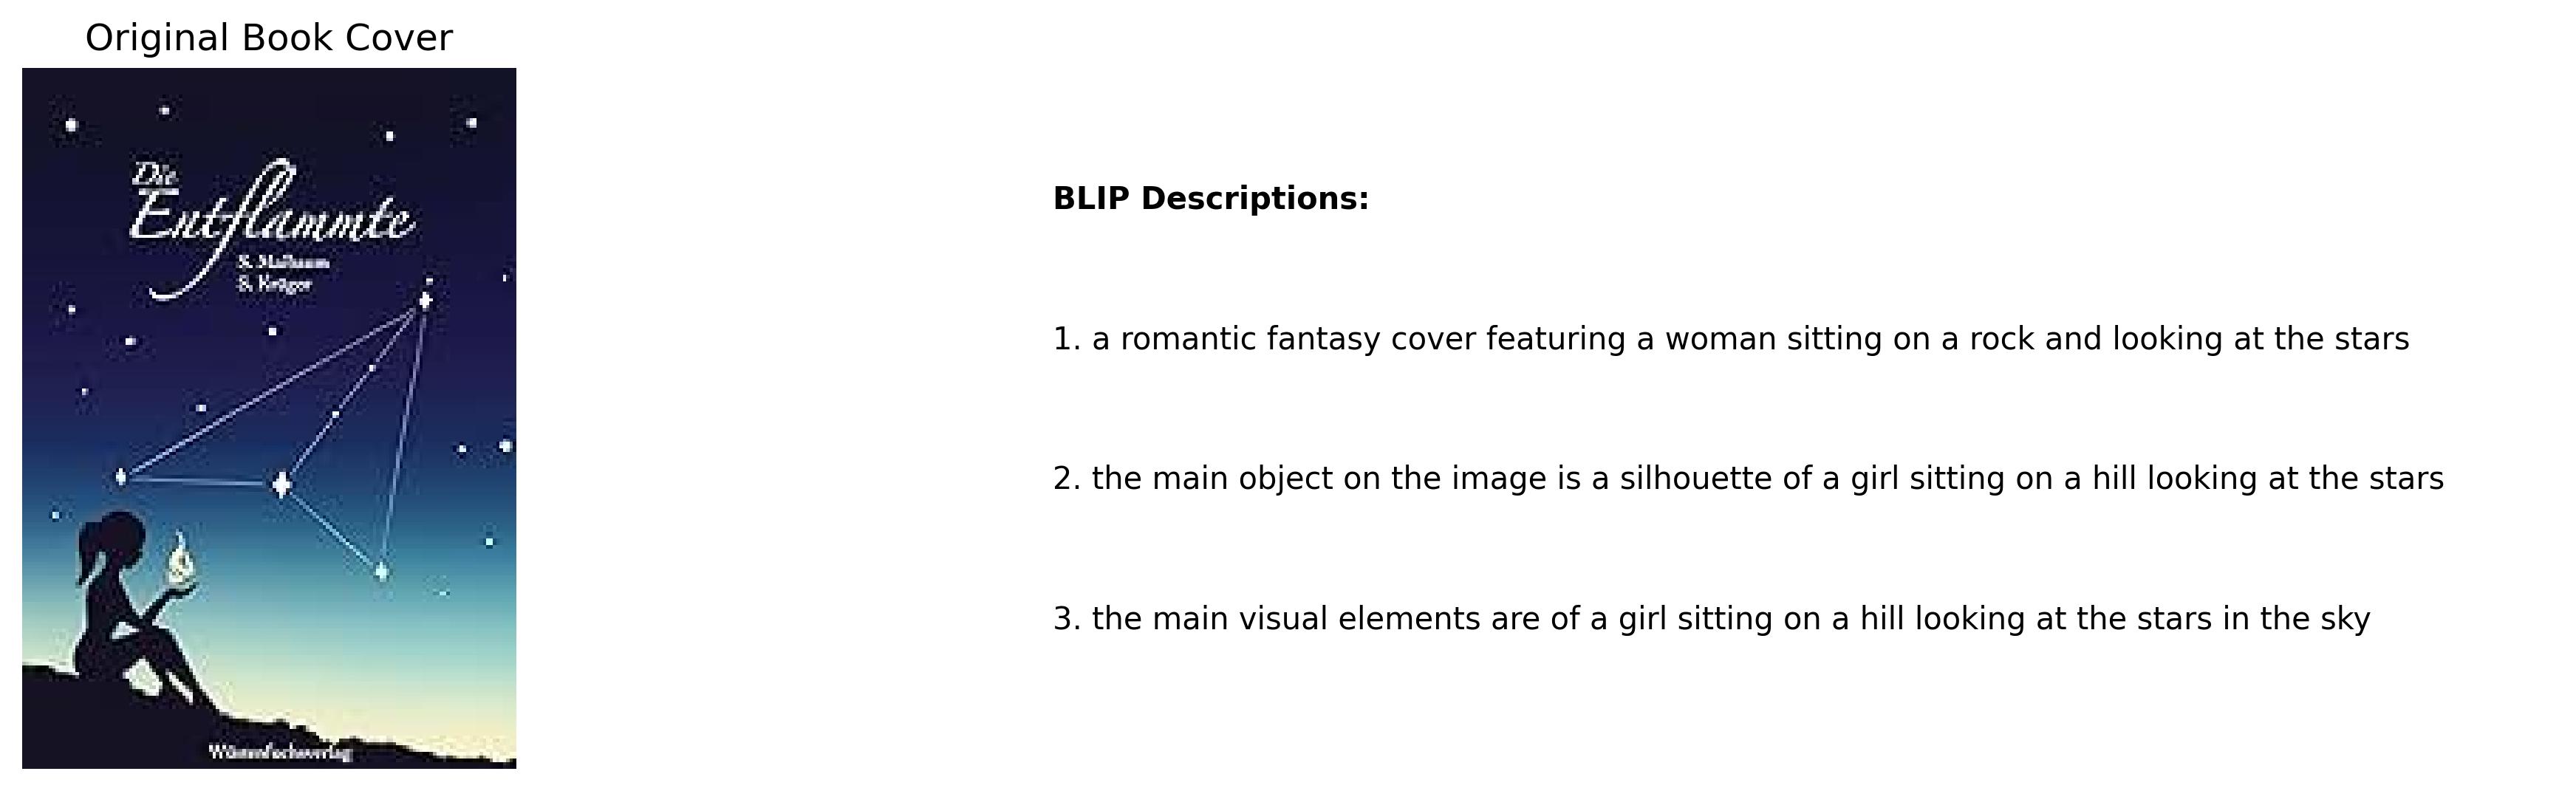 Original Book Cover
Die
Entflammte
S. Malbaum
S. Krüger
Wüstenfuchsverlag
BLIP Descriptions:
1. a romantic fantasy cover featuring a woman sitting on a rock and looking at the stars
2. the main object on the image is a silhouette of a girl sitting on a hill looking at the stars
3. the main visual elements are of a girl sitting on a hill looking at the stars in the sky